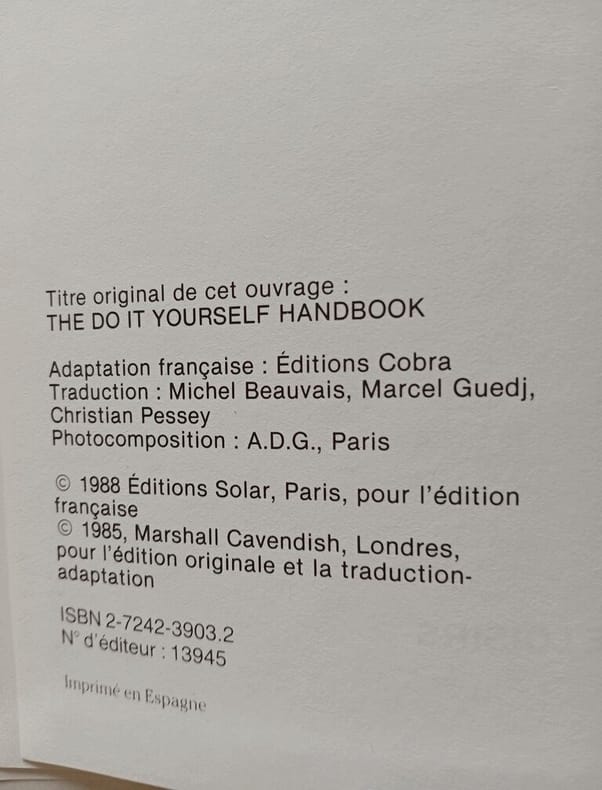 Titre original de cet ouvrage :
THE DO IT YOURSELF HANDBOOK
Adaptation française : Éditions Cobra
Traduction : Michel Beauvais, Marcel Guedj,
Christian Pessey
Photocomposition : A.D.G., Paris
© 1988 Éditions Solar, Paris, pour l'édition
française
© 1985, Marshall Cavendish, Londres,
pour l'édition originale et la traduction-
adaptation
ISBN 2-7242-3903.2
N° d'éditeur : 13945
Imprimé en Espagne